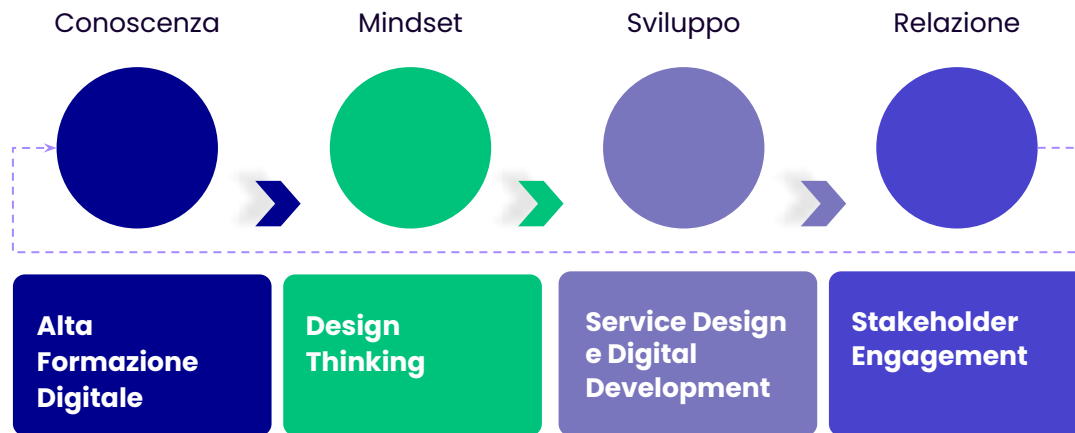 Conoscenza
Mindset
Sviluppo
Relazione
Alta
Formazione
Digitale
Design
Thinking
Service Design
e Digital
Development
Stakeholder
Engagement